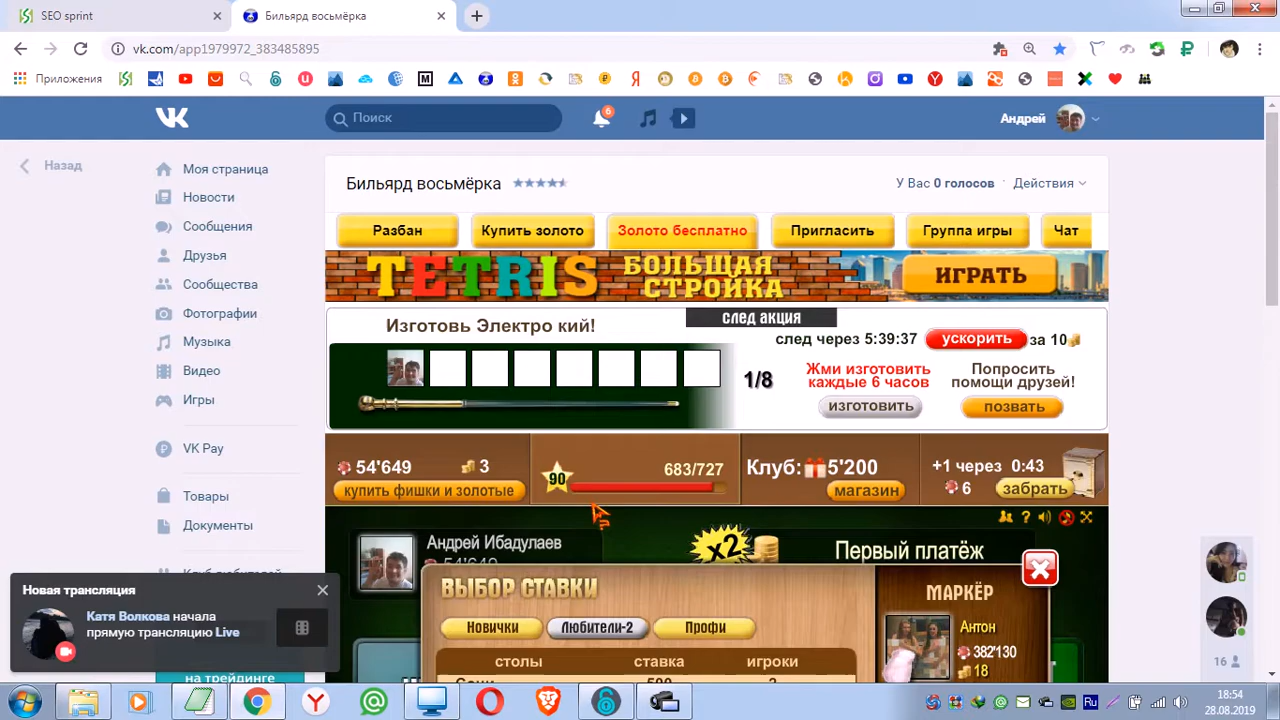 SEO sprint
Бильярд восьмёрка
vk.com/app1979972_383485895
Приложения
Поиск
6
Андрей
Назад
Моя страница
Новости
Сообщения
Друзья
Сообщества
Фотографии
Музыка
Видео
Игры
VK Pay
Товары
Документы
на трейдинге
Бильярд восьмёрка
У Вас 0 голосов · Действия
Разбан
Купить золото
Золото бесплатно
Пригласить
Группа игры
Чат
TETRIS БОЛЬШАЯ СТРОЙКА
ИГРАТЬ
Изготовь Электро кий!
след акция
след через 5:39:37 ускорить за 10
1/8
Жми изготовить каждые 6 часов
изготовить
Попросить помощи друзей!
позвать
54'649 3
купить фишки и золотые
90
683/727
Клуб: 5'200
магазин
+1 через 0:43
6 забрать
Андрей Ибадулаев
54'649
x2
Первый платёж
ВЫБОР СТАВКИ
Новички
Любители-2
Профи
столы ставка игроки
МАРКЁР
Антон
382'130
18
Новая трансляция
Катя Волкова начала
прямую трансляцию Live
16
Ru
18:54
28.08.2019